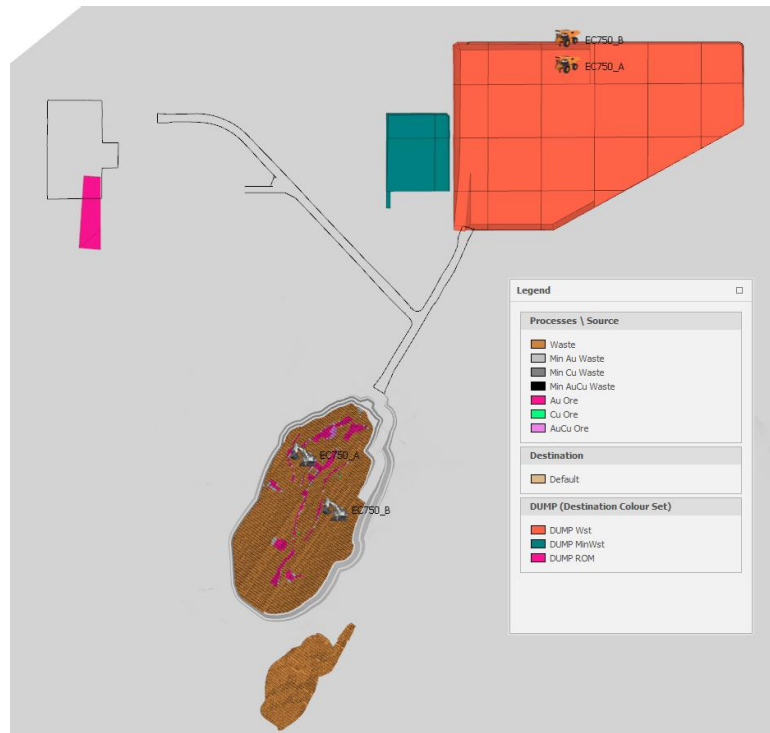 EC750_B
EC750_A
Legend
Processes \ Source
Waste
Min Au Waste
Min Cu Waste
Min AuCu Waste
Au Ore
Cu Ore
AuCu Ore
Destination
Default
DUMP (Destination Colour Set)
DUMP Wst
DUMP MinWst
DUMP ROM
EC750_A
EC750_B